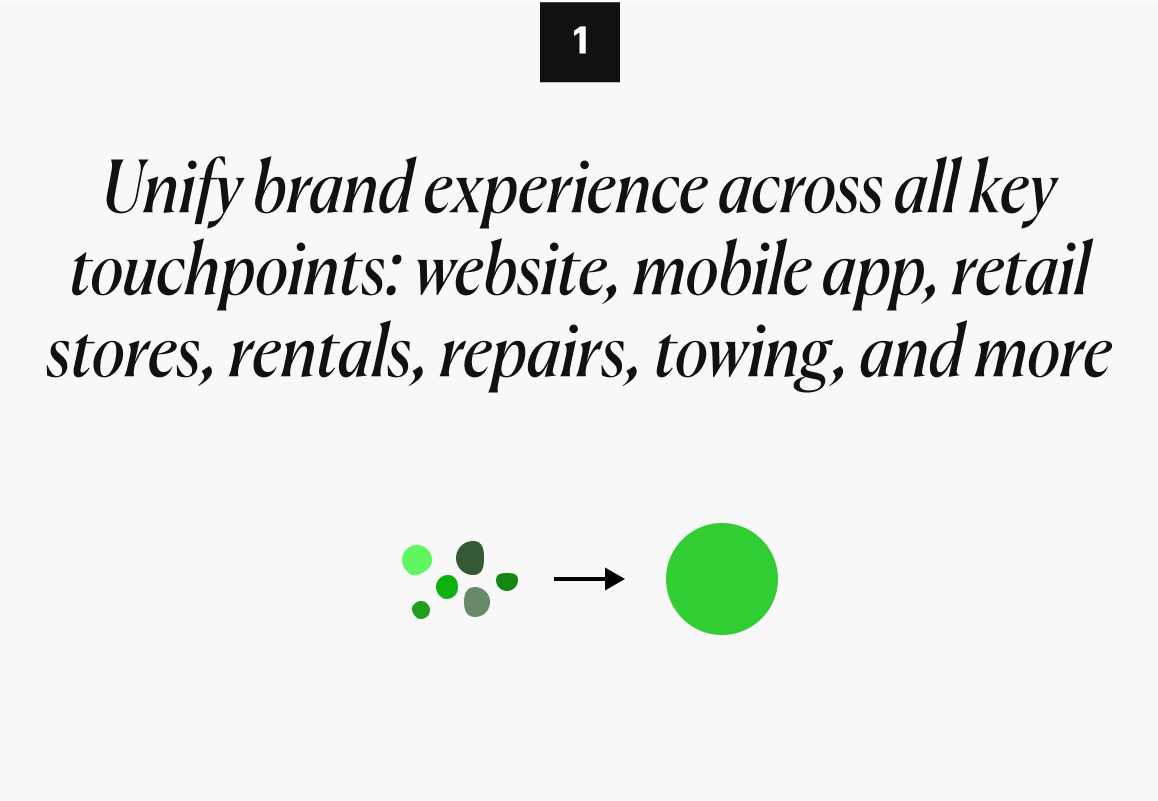 1
Unify brand experience across all key
touchpoints: website, mobile app, retail
stores, rentals, repairs, towing, and more